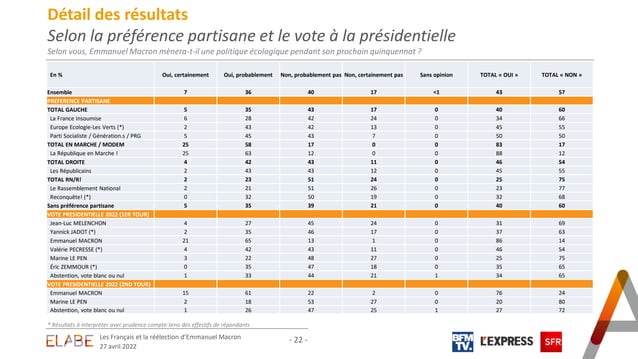 Détail des résultats
Selon la préférence partisane et le vote à la présidentielle
Selon vous, Emmanuel Macron mènera-t-il une politique écologique pendant son prochain quinquennat ?
En % Oui, certainement Oui, probablement Non, probablement pas Non, certainement pas Sans opinion TOTAL « OUI » TOTAL « NON »
Ensemble 7 36 40 17 <1 43 57
PREFERENCE PARTISANE
TOTAL GAUCHE 5 35 43 17 0 40 60
La France Insoumise 6 28 42 24 0 34 66
Europe Ecologie-Les Verts (*) 2 43 42 13 0 45 55
Parti Socialiste / Génération.s / PRG 5 45 43 7 0 50 50
TOTAL EN MARCHE / MODEM 25 58 17 0 0 83 17
La République en Marche ! 25 63 12 0 0 88 12
TOTAL DROITE 4 42 43 11 0 46 54
Les Républicains 2 43 43 12 0 45 55
TOTAL RN/R! 2 23 51 24 0 25 75
Le Rassemblement National 2 21 51 26 0 23 77
Reconquête! (*) 0 32 50 19 0 32 68
Sans préférence partisane 5 35 39 21 0 40 60
VOTE PRESIDENTIELLE 2022 (1ER TOUR)
Jean-Luc MELENCHON 4 27 45 24 0 31 69
Yannick JADOT (*) 2 35 46 17 0 37 63
Emmanuel MACRON 21 65 13 1 0 86 14
Valérie PECRESSE (*) 4 42 43 11 0 46 54
Marine LE PEN 3 22 48 27 0 25 75
Éric ZEMMOUR (*) 0 35 47 18 0 35 65
Abstention, vote blanc ou nul 1 33 44 21 1 34 65
VOTE PRESIDENTIELLE 2022 (2ND TOUR)
Emmanuel MACRON 15 61 22 2 0 76 24
Marine LE PEN 2 18 53 27 0 20 80
Abstention, vote blanc ou nul 1 26 47 25 1 27 72
* Résultats à interpréter avec prudence compte-tenu des effectifs de répondants
ELABE Les Français et la réélection d'Emmanuel Macron
27 avril 2022
- 22 -
BFM TV. L'EXPRESS SFR